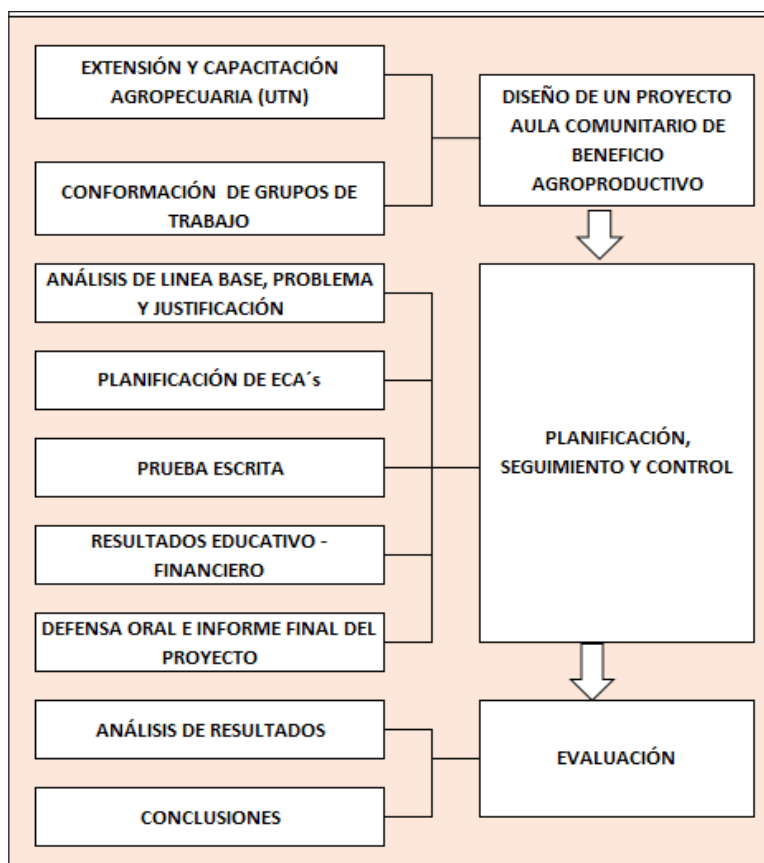 EXTENSIÓN Y CAPACITACIÓN
AGROPECUARIA (UTN)
CONFORMACIÓN DE GRUPOS DE
TRABAJO
DISEÑO DE UN PROYECTO
AULA COMUNITARIO DE
BENEFICIO
AGROPRODUCTIVO
ANÁLISIS DE LINEA BASE, PROBLEMA
Y JUSTIFICACIÓN
PLANIFICACIÓN DE ECA´s
PRUEBA ESCRITA
RESULTADOS EDUCATIVO -
FINANCIERO
DEFENSA ORAL E INFORME FINAL DEL
PROYECTO
PLANIFICACIÓN,
SEGUIMIENTO Y CONTROL
ANÁLISIS DE RESULTADOS
CONCLUSIONES
EVALUACIÓN